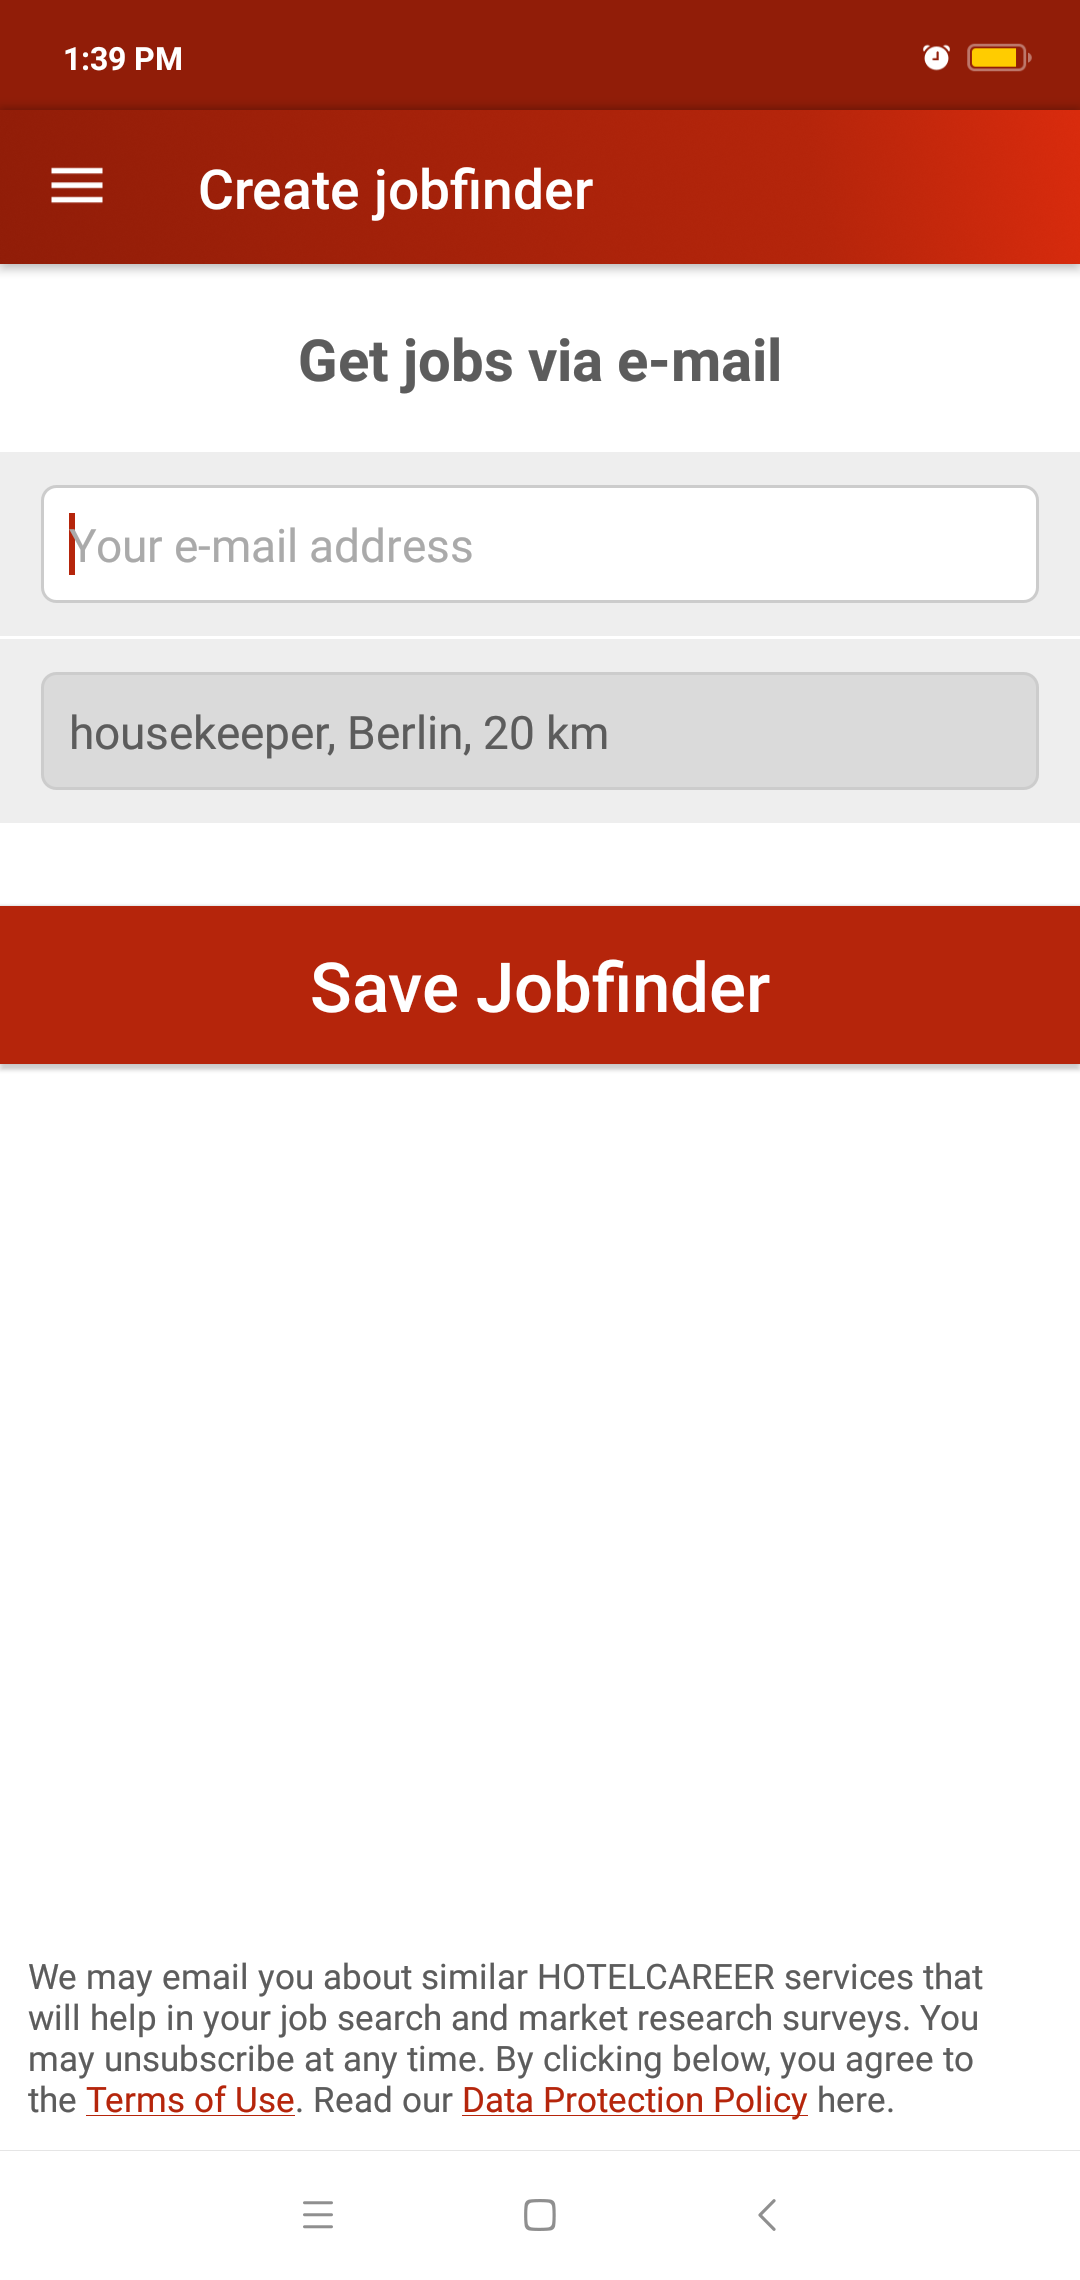 1:39 PM
Create jobfinder
Get jobs via e-mail
Your e-mail address
housekeeper, Berlin, 20 km
Save Jobfinder
We may email you about similar HOTELCAREER services that
will help in your job search and market research surveys. You
may unsubscribe at any time. By clicking below, you agree to
the Terms of Use. Read our Data Protection Policy here.